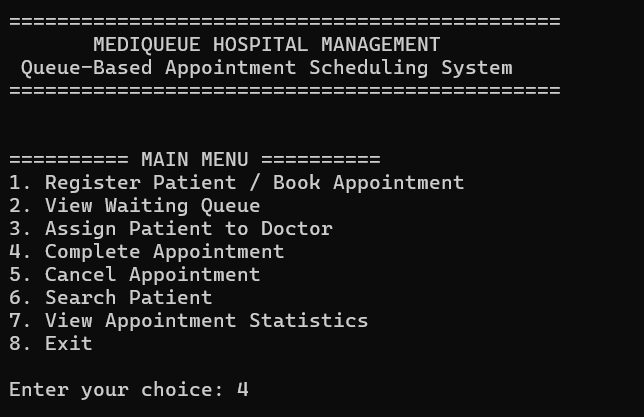 ==============================================
MEDIQUEUE HOSPITAL MANAGEMENT
Queue-Based Appointment Scheduling System
==============================================
========== MAIN MENU ==========
1. Register Patient / Book Appointment
2. View Waiting Queue
3. Assign Patient to Doctor
4. Complete Appointment
5. Cancel Appointment
6. Search Patient
7. View Appointment Statistics
8. Exit
Enter your choice: 4